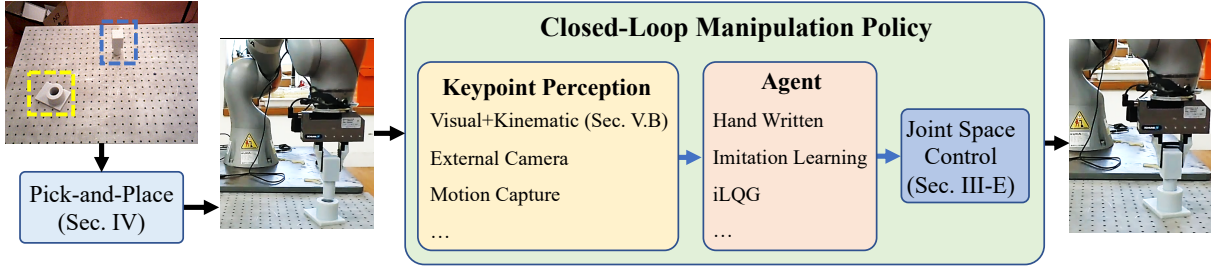 Closed-Loop Manipulation Policy
Pick-and-Place
(Sec. IV)
Keypoint Perception
Visual+Kinematic (Sec. V.B)
External Camera
Motion Capture
…
Agent
Hand Written
Imitation Learning
iLQG
…
Joint Space
Control
(Sec. III-E)